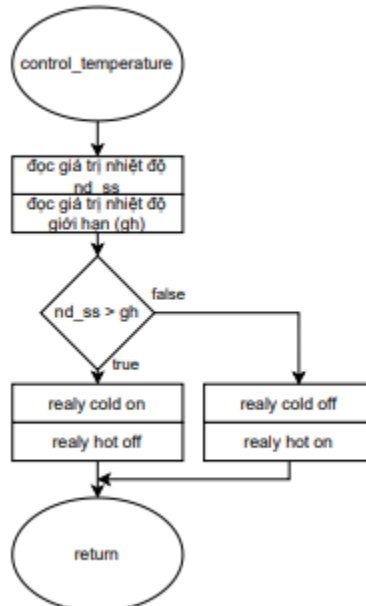 control_temperature
đọc giá trị nhiệt độ
nd_ss
đọc giá trị nhiệt độ
giới hạn (gh)
nd_ss > gh
false
true
realy cold on
realy hot off
realy cold off
realy hot on
return